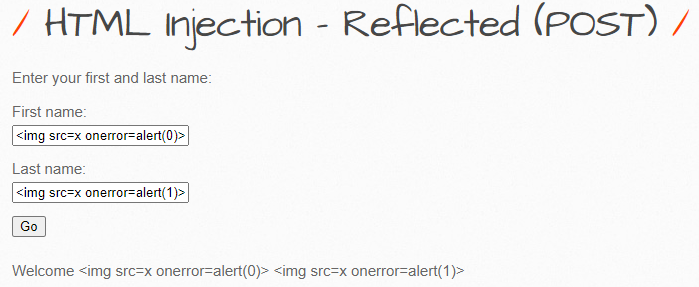 / HTML Injection - Reflected (POST) /
Enter your first and last name:
First name:
<img src=x onerror=alert(0)>
Last name:
<img src=x onerror=alert(1)>
Go
Welcome <img src=x onerror=alert(0)> <img src=x onerror=alert(1)>